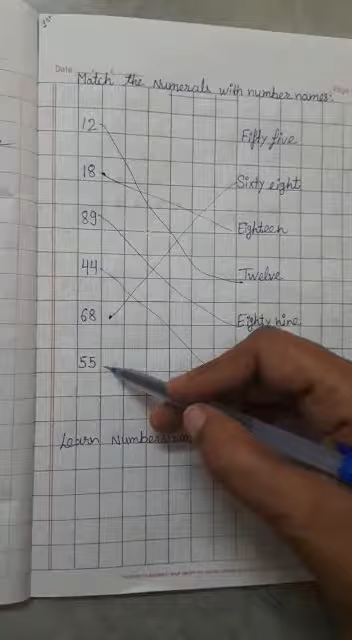 Date
Match the Numerals with number names:
12 Fifty five
18 Sixty eight
89 Eighteen
44 Twelve
68 Eighty nine
55
Learn Number